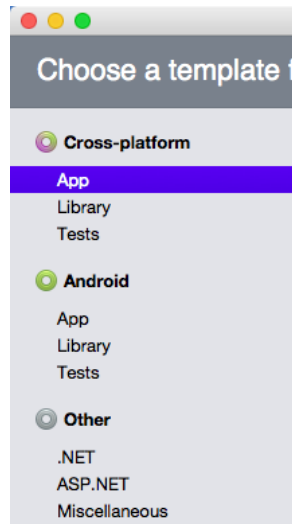 Choose a template
Cross-platform
App
Library
Tests
Android
App
Library
Tests
Other
.NET
ASP.NET
Miscellaneous